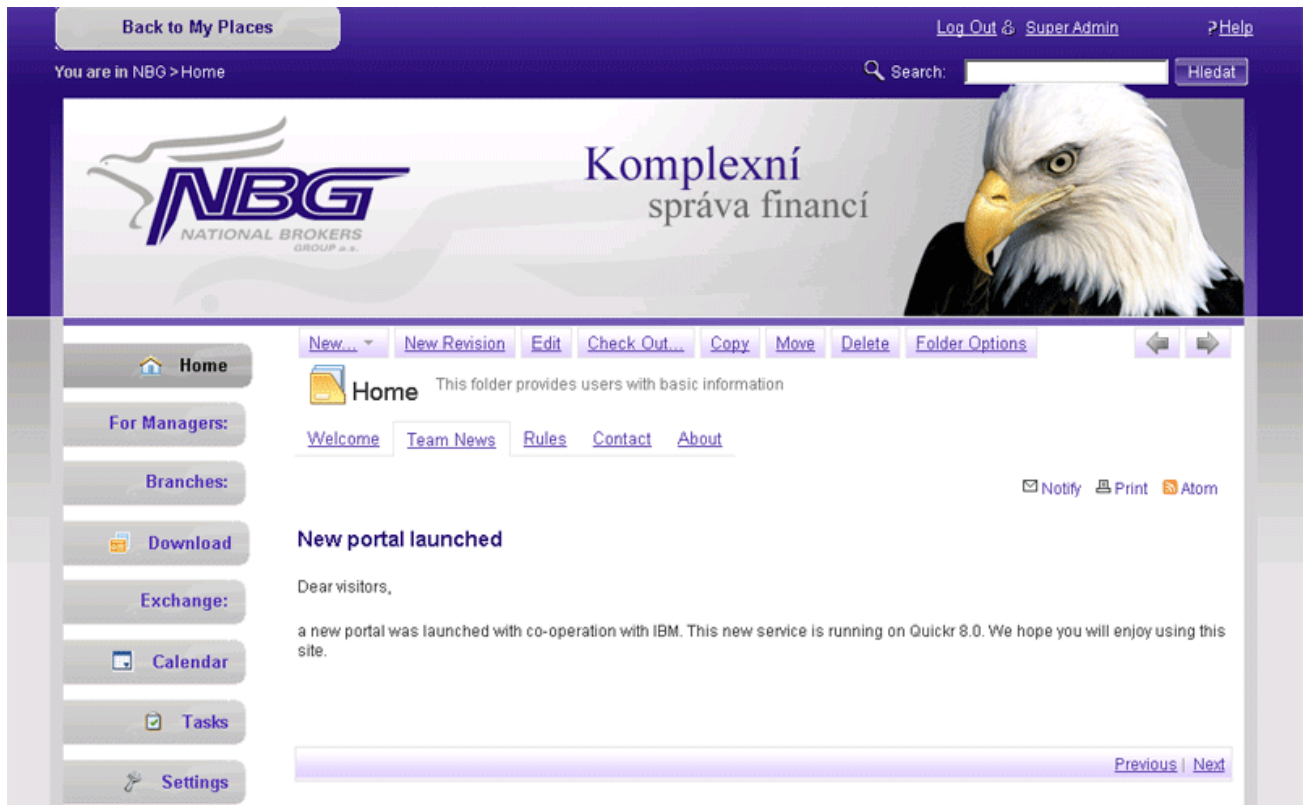 Back to My Places
Log Out & Super Admin
? Help
You are in NBG > Home
Search:
Hledat
NBG
NATIONAL BROKERS
GROUP a.s.
Komplexní
správa financí
New...
New Revision
Edit
Check Out...
Copy
Move
Delete
Folder Options
Home
This folder provides users with basic information
Welcome
Team News
Rules
Contact
About
Notify
Print
Atom
New portal launched
Dear visitors,
a new portal was launched with co-operation with IBM. This new service is running on Quickr 8.0. We hope you will enjoy using this
site.
Previous | Next
Home
For Managers:
Branches:
Download
Exchange:
Calendar
Tasks
Settings